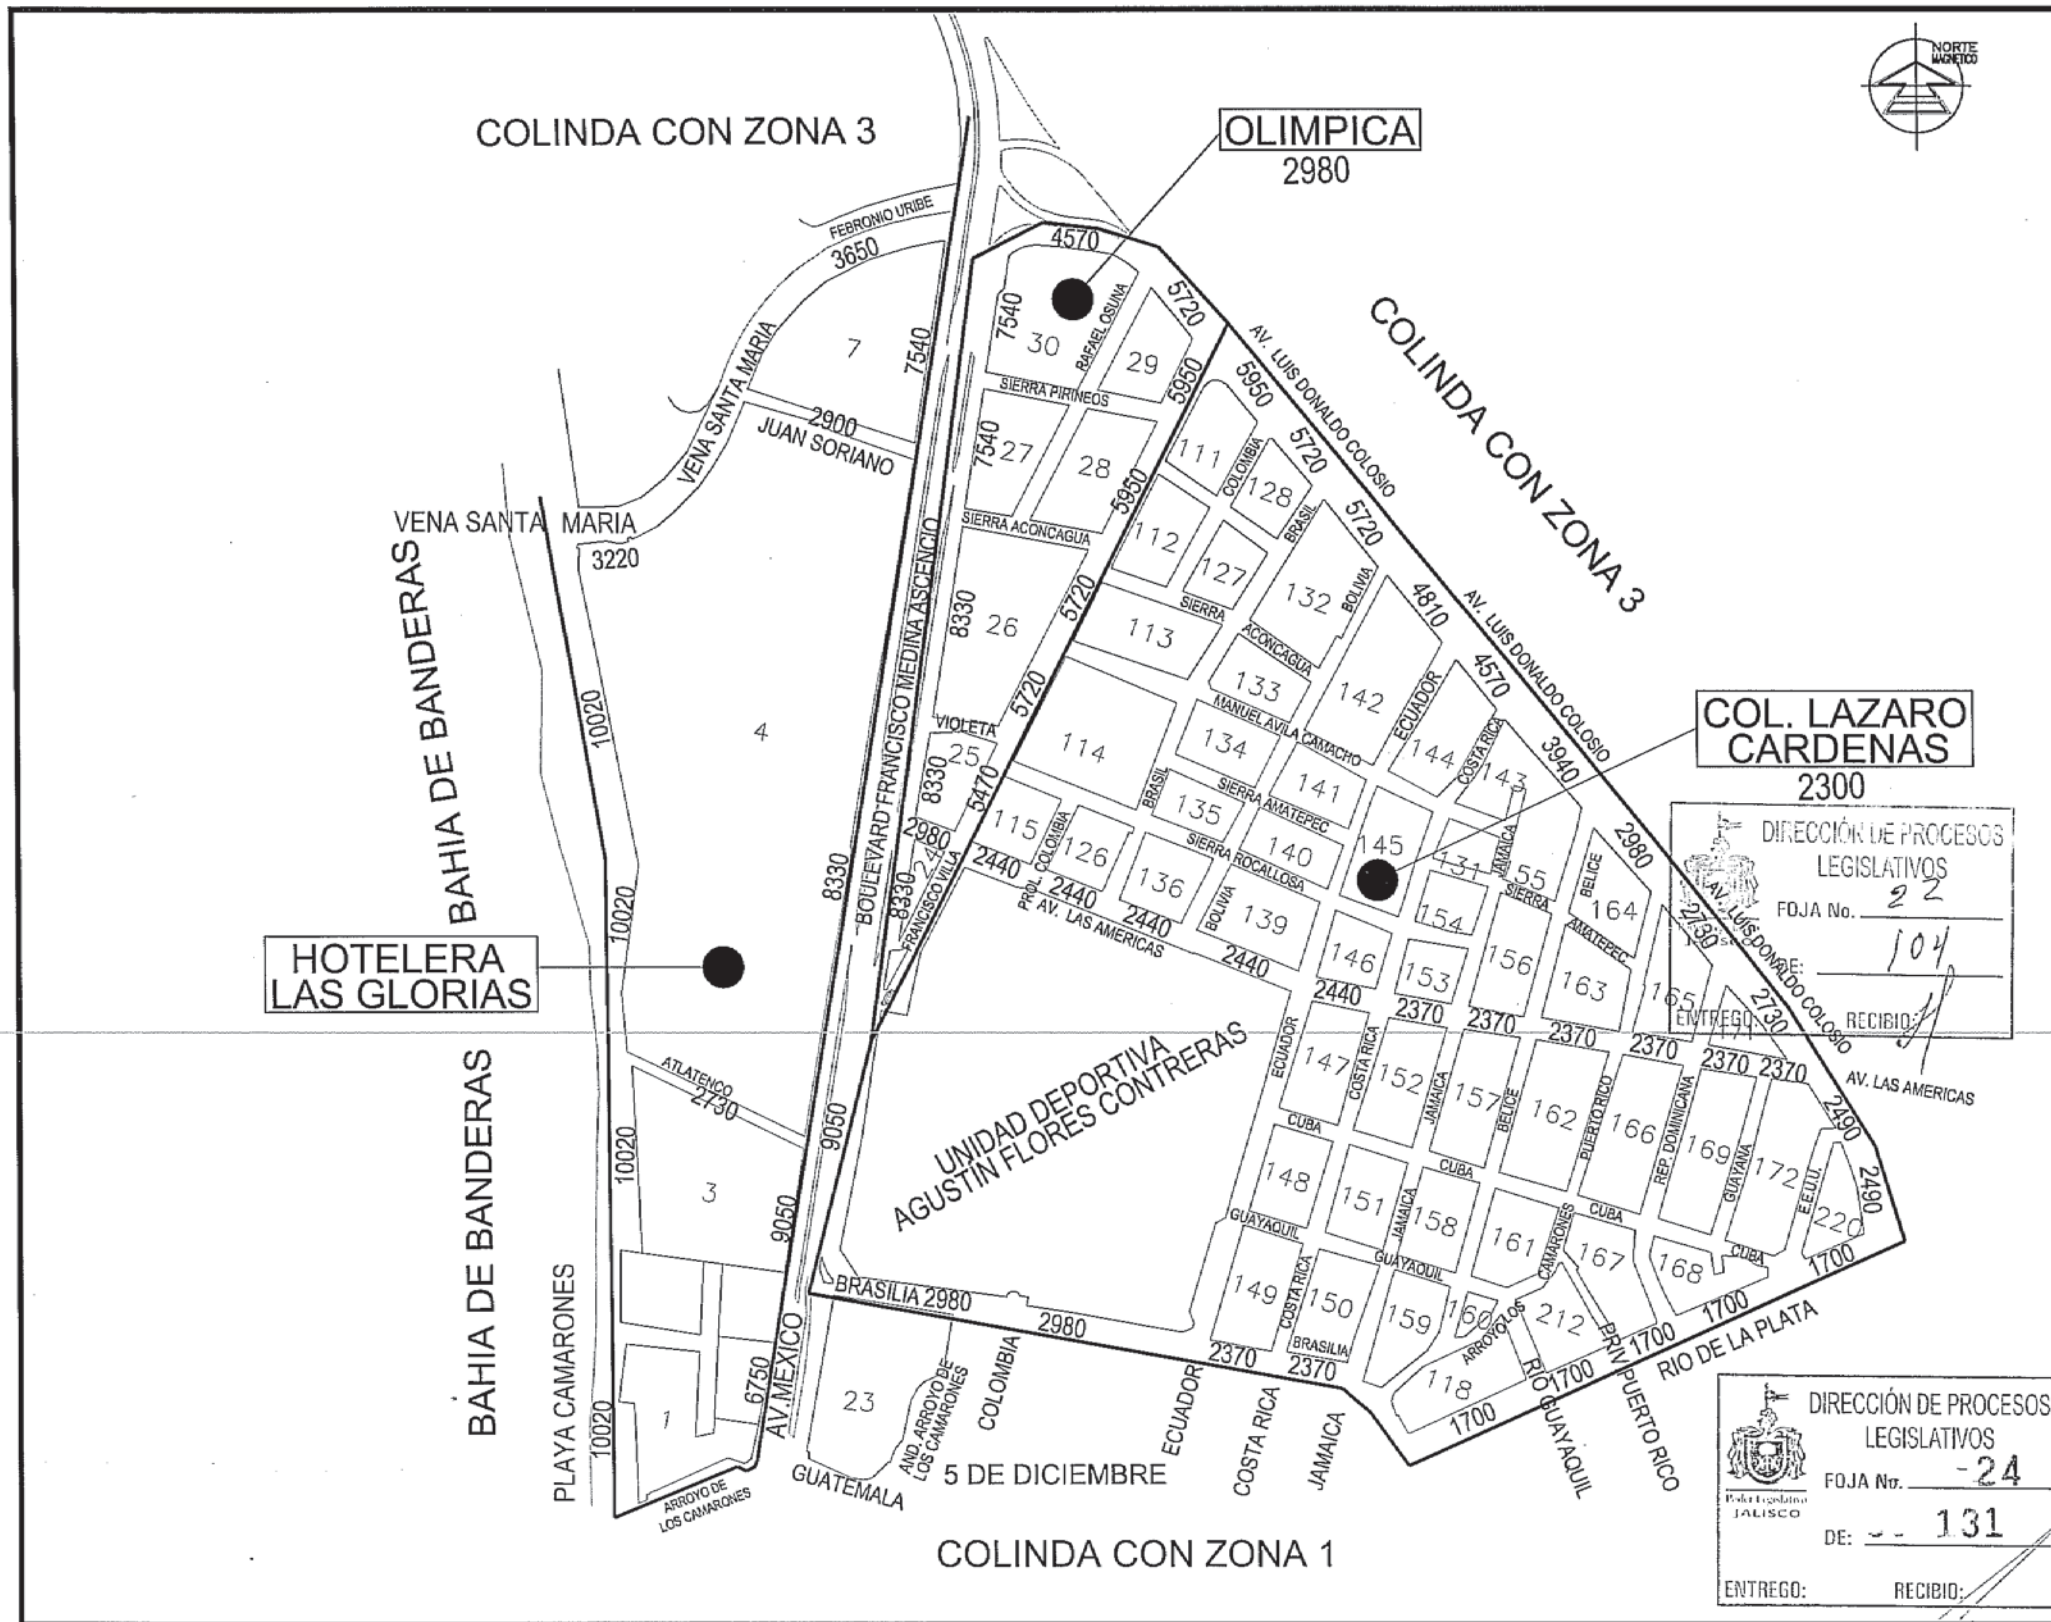 NORTE
MAGNETICO
COLINDA CON ZONA 3
OLIMPICA
2980
FEBRONIO URIBE
3650
4570
7540
30
RAFAEL OSUNA
5720
29
5950
7
7540
SIERRA PIRINEOS
AV. LUIS DONALDO COLOSIO
COLINDA CON ZONA 3
VENA SANTA MARIA
2900
JUAN SORIANO
7540
27
28
5950
5950
111
COLOMBIA
5720
128
BRASIL
5720
VENA SANTA MARIA
3220
SIERRA ACONCAGUA
112
127
SIERRA
ACONCAGUA
132
BOLIVIA
4810
AV. LUIS DONALDO COLOSIO
BAHIA DE BANDERAS
10020
4
BOULEVARD FRANCISCO MEDINA ASCENCIO
8330
26
5720
5720
113
133
142
ECUADOR
4570
VIOLETA
25
8330
5470
114
134
MANUEL AVILA CAMACHO
144
COSTA RICA
143
3940
COL. LAZARO
CARDENAS
2300
BRASIL
135
SIERRA AMATEPEC
141
145
131
JAMAICA
55
2980
2980
24
8330
8330
FRANCISCO VILLA
2440
115
PROL. COLOMBIA
126
2440
136
2440
SIERRA ROCALLOSA
140
BOLIVIA
139
2440
AV. LAS AMERICAS
154
SIERRA
AMATEPEC
BELICE
164
DIRECCIÓN DE PROCESOS
LEGISLATIVOS
FOJA No. 22
DE: 104
ENTREGO:
RECIBIO:
AV. LUIS DONALDO COLOSIO
2730
2730
10020
HOTELERA
LAS GLORIAS
146
153
156
163
165
171
2440
2370
2370
2370
2370
2370
2370
AV. LAS AMERICAS
BAHIA DE BANDERAS
ATLATENCO
2730
9050
UNIDAD DEPORTIVA
AGUSTÍN FLORES CONTRERAS
ECUADOR
147
COSTA RICA
152
JAMAICA
157
BELICE
162
PUERTO RICO
166
REP. DOMINICANA
169
GUAYANA
172
E.E.U.U.
2490
2490
220
10020
3
9050
CUBA
148
151
JAMAICA
CUBA
158
161
CAMARONES
CUBA
167
168
CUBA
1700
GUAYAQUIL
GUAYAQUIL
PLAYA CAMARONES
BRASILIA 2980
2980
149
COSTA RICA
150
BRASILIA
159
160
ARROYO LOS
212
1700
1700
RIO DE LA PLATA
AV.MEXICO
6750
2370
2370
118
1700
1700
10020
1
23
AND. ARROYO DE
LOS CAMARONES
COLOMBIA
ECUADOR
COSTA RICA
JAMAICA
RIO GUAYAQUIL
PRIV PUERTO RICO
ARROYO DE
LOS CAMARONES
GUATEMALA
5 DE DICIEMBRE
COLINDA CON ZONA 1
DIRECCIÓN DE PROCESOS
LEGISLATIVOS
Poder Legislativo
JALISCO
FOJA No. -24
DE: 131
ENTREGO:
RECIBIO: